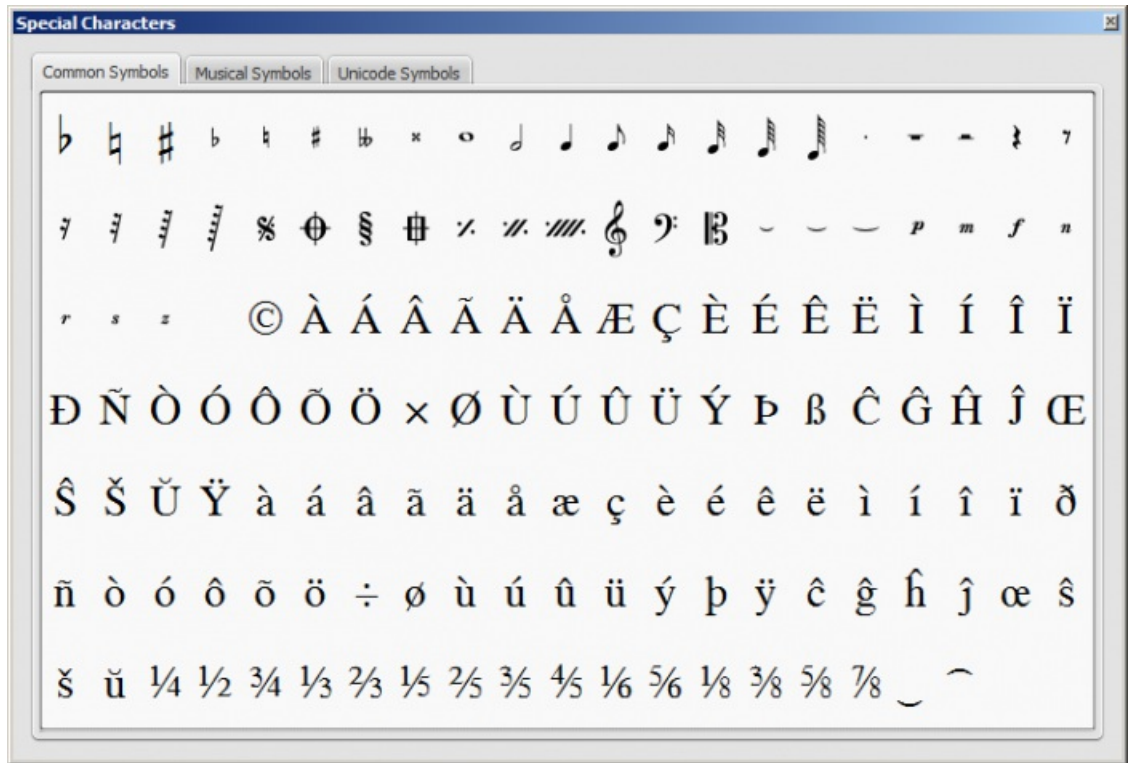 Special Characters
Common Symbols Musical Symbols Unicode Symbols
♭ ♮ ♯ ♭ ♮ ♯ 𝄫 𝄪 𝅝 𝅗𝅥 𝅘𝅥 𝅘𝅥𝅮 𝅘𝅥𝅯 𝅘𝅥𝅰 𝅘𝅥𝅱 𝅘𝅥𝅲 . 𝄻 𝄼 𝄽 𝄾
𝄿 𝅀 𝅁 𝅂 𝄋 𝄌 § 𝄎 𝄏 𝄞 𝄢 𝄡 p m f n
r s z © À Á Â Ã Ä Å Æ Ç È É Ê Ë Ì Í Î Ï
Ð Ñ Ò Ó Ô Õ Ö × Ø Ù Ú Û Ü Ý Þ ß Ĉ Ĝ Ĥ Ĵ Œ
Ŝ Š Ŭ Ÿ à á â ã ä å æ ç è é ê ë ì í î ï ð
ñ ò ó ô õ ö ÷ ø ù ú û ü ý þ ÿ ĉ ĝ ĥ ĵ œ ŝ
š ŭ ¼ ½ ¾ ⅓ ⅔ ⅕ ⅖ ⅗ ⅘ ⅙ ⅚ ⅛ ⅜ ⅝ ⅞ ‿ ⁀